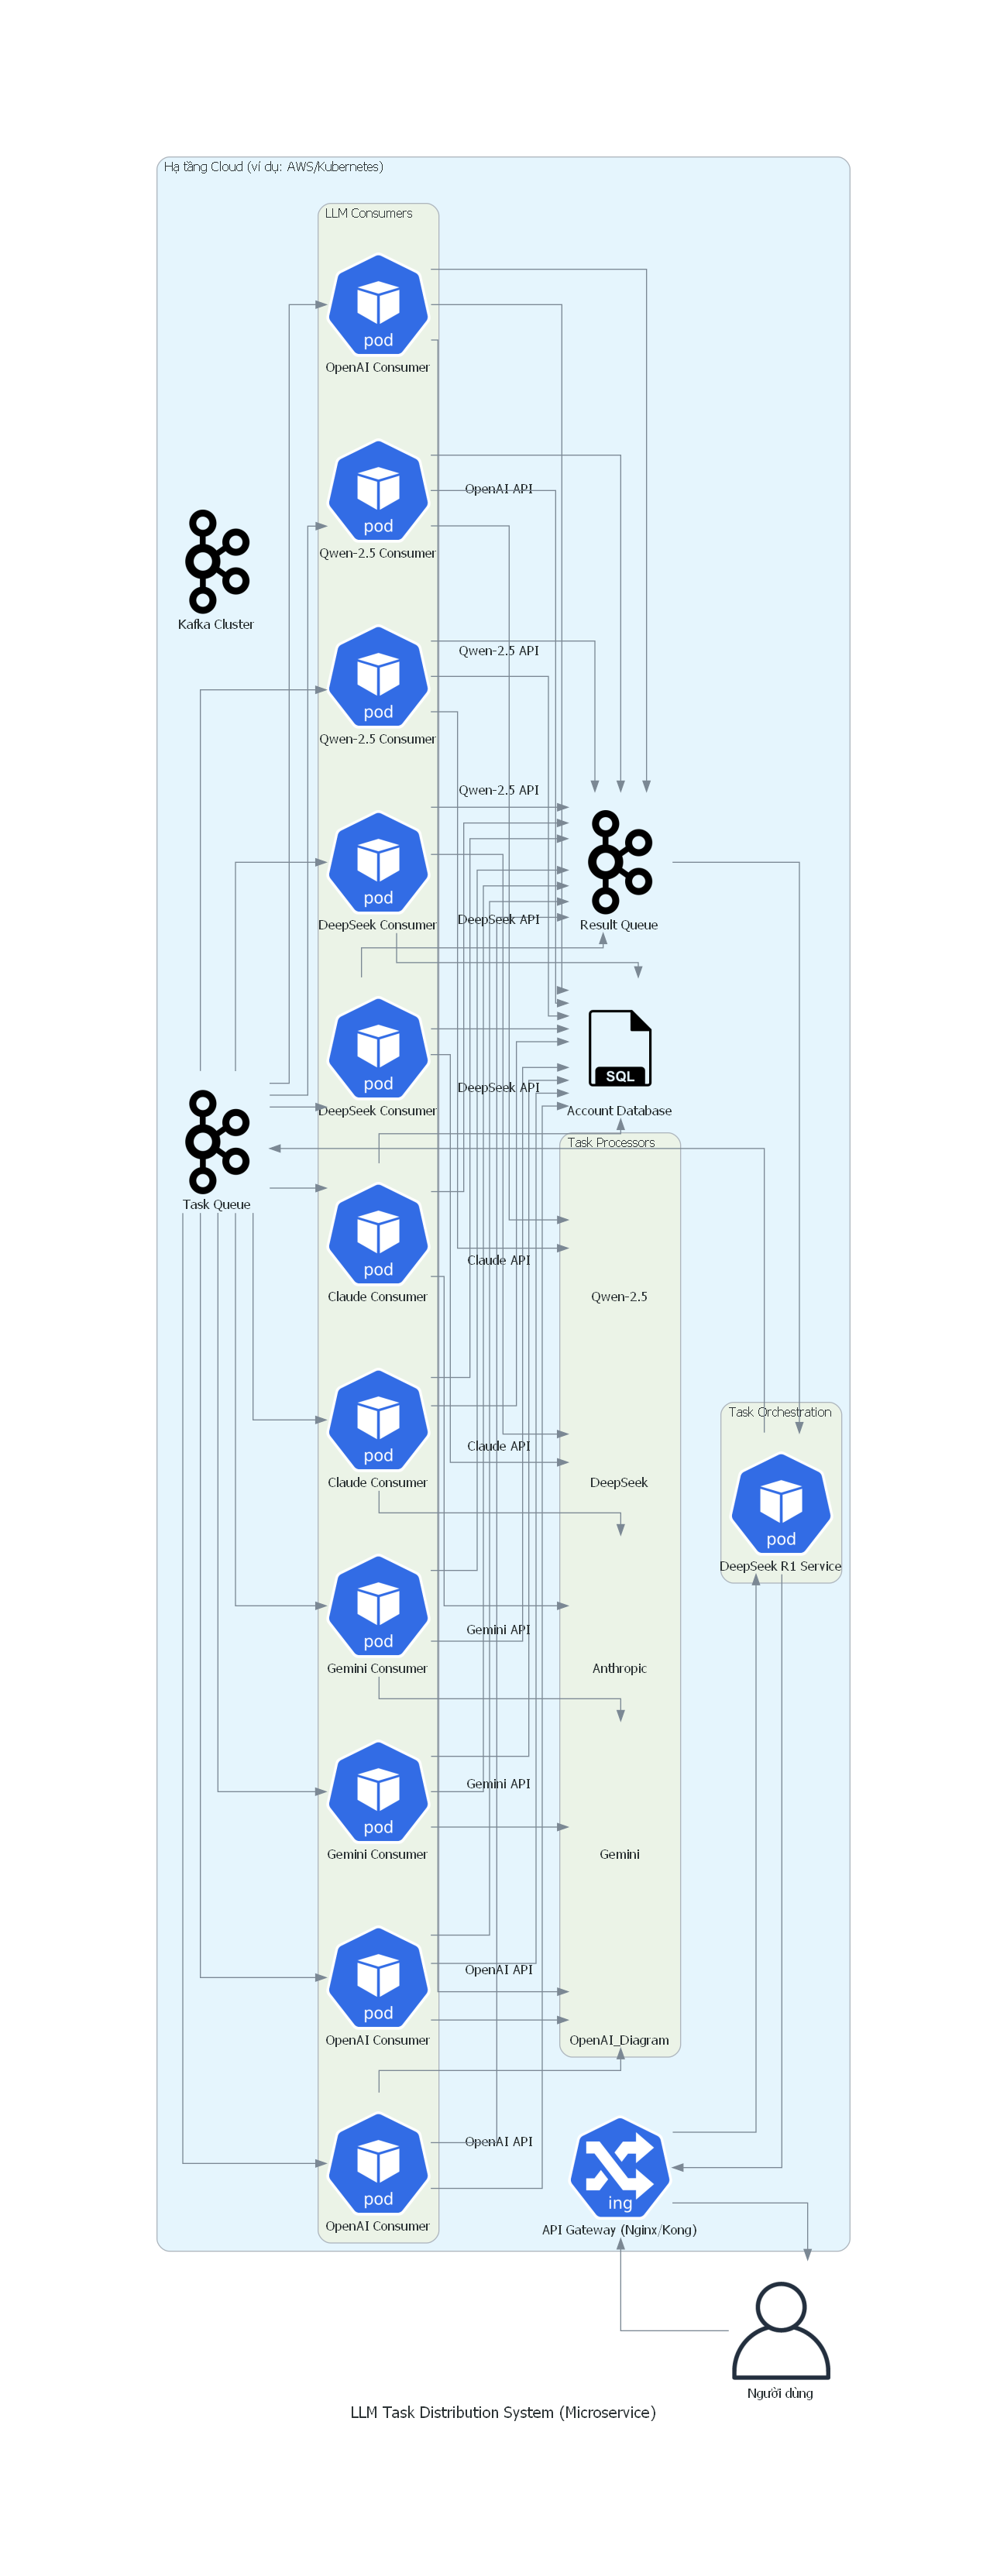 Hạ tầng Cloud (ví dụ: AWS/Kubernetes)
LLM Consumers
pod
OpenAI Consumer
OpenAI API
pod
Qwen-2.5 Consumer
Kafka Cluster
Qwen-2.5 API
pod
Qwen-2.5 Consumer
Qwen-2.5 API
pod
DeepSeek Consumer
DeepSeek API
Result Queue
pod
DeepSeek Consumer
DeepSeek API
SQL
Account Database
Task Processors
Task Queue
Claude API
pod
Claude Consumer
Qwen-2.5
Task Orchestration
Claude API
pod
Claude Consumer
DeepSeek
pod
DeepSeek R1 Service
Gemini API
pod
Gemini Consumer
Anthropic
Gemini API
pod
Gemini Consumer
Gemini
OpenAI API
pod
OpenAI Consumer
OpenAI_Diagram
OpenAI API
pod
OpenAI Consumer
ing
API Gateway (Nginx/Kong)
Người dùng
LLM Task Distribution System (Microservice)